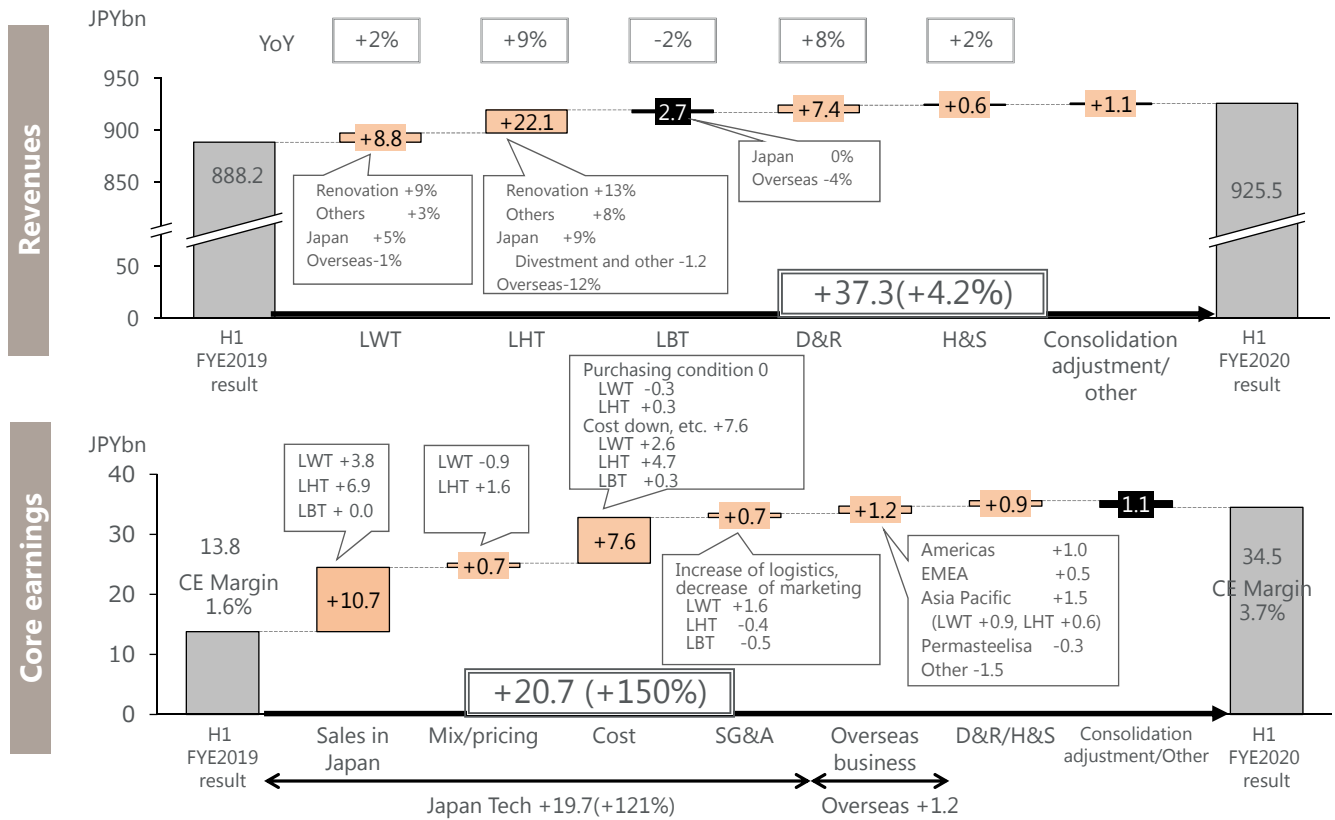 JPYbn
YoY
+2%
+9%
-2%
+8%
+2%
Revenues
950
900
850
50
0
888.2
+8.8
+22.1
2.7
+7.4
+0.6
+1.1
925.5
Renovation +9%
Others +3%
Japan +5%
Overseas-1%
Renovation +13%
Others +8%
Japan +9%
Divestment and other -1.2
Overseas-12%
Japan 0%
Overseas -4%
+37.3(+4.2%)
H1
FYE2019
result
LWT
LHT
LBT
D&R
H&S
Consolidation
adjustment/
other
H1
FYE2020
result
Core earnings
JPYbn
40
30
20
10
0
13.8
CE Margin
1.6%
LWT +3.8
LHT +6.9
LBT + 0.0
+10.7
LWT -0.9
LHT +1.6
+0.7
Purchasing condition 0
LWT -0.3
LHT +0.3
Cost down, etc. +7.6
LWT +2.6
LHT +4.7
LBT +0.3
+7.6
+0.7
Increase of logistics,
decrease of marketing
LWT +1.6
LHT -0.4
LBT -0.5
+1.2
Americas +1.0
EMEA +0.5
Asia Pacific +1.5
(LWT +0.9, LHT +0.6)
Permasteelisa -0.3
Other -1.5
+0.9
1.1
34.5
CE Margin
3.7%
+20.7 (+150%)
H1
FYE2019
result
Sales in
Japan
Mix/pricing
Cost
SG&A
Overseas
business
D&R/H&S
Consolidation
adjustment/Other
H1
FYE2020
result
Japan Tech +19.7(+121%)
Overseas +1.2